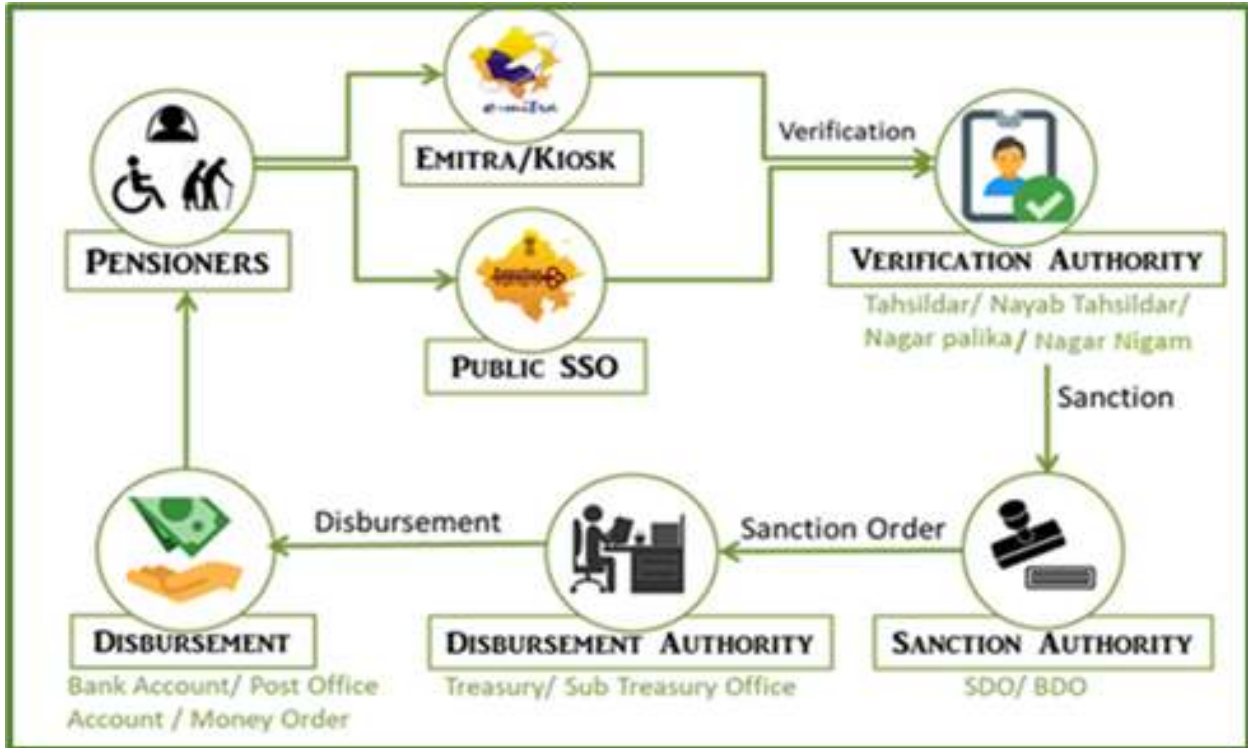 e-mitra
EMITRA/KIOSK
Verification
PENSIONERS
VERIFICATION AUTHORITY
Tahsildar/ Nayab Tahsildar/
Nagar palika/ Nagar Nigam
PUBLIC SSO
Sanction
Disbursement
Sanction Order
DISBURSEMENT
Bank Account/ Post Office
Account / Money Order
DISBURSEMENT AUTHORITY
Treasury/ Sub Treasury Office
SANCTION AUTHORITY
SDO/ BDO